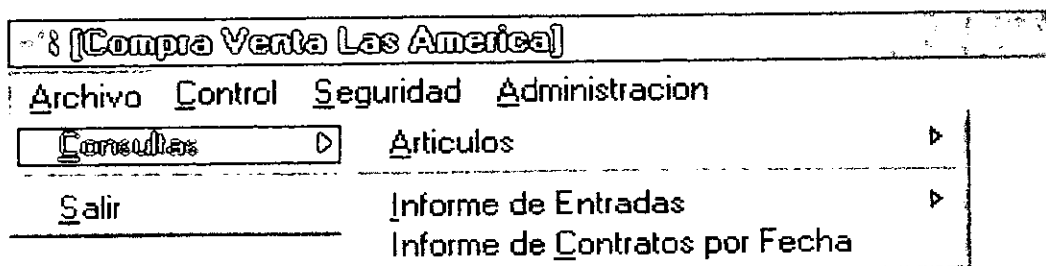 [Compra Venta Las America]
Archivo Control Seguridad Administracion
Consultas Articulos
Salir Informe de Entradas
Informe de Contratos por Fecha